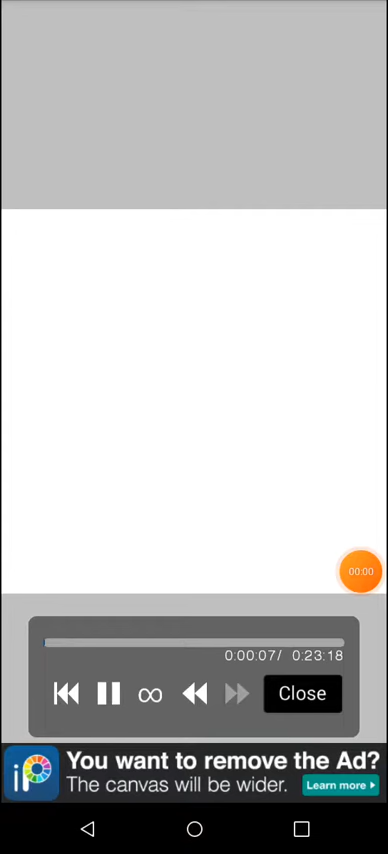 00:00
0:00:07/ 0:23:18
Close
iP
You want to remove the Ad?
The canvas will be wider.
Learn more